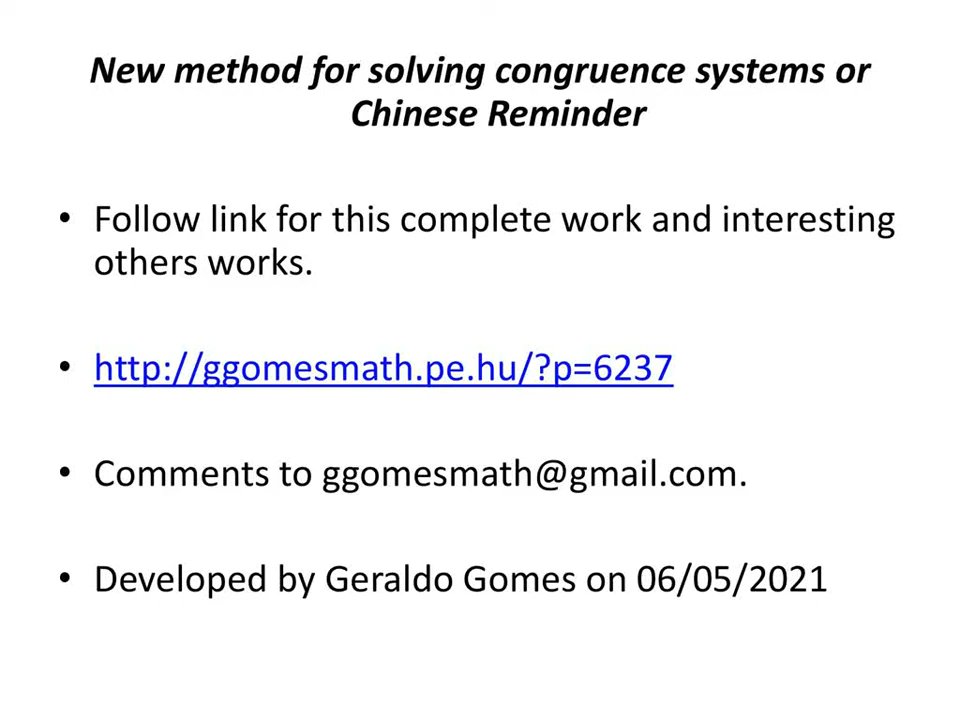 New method for solving congruence systems or
Chinese Reminder
• Follow link for this complete work and interesting
others works.
• http://ggomesmath.pe.hu/?p=6237
• Comments to ggomesmath@gmail.com.
• Developed by Geraldo Gomes on 06/05/2021